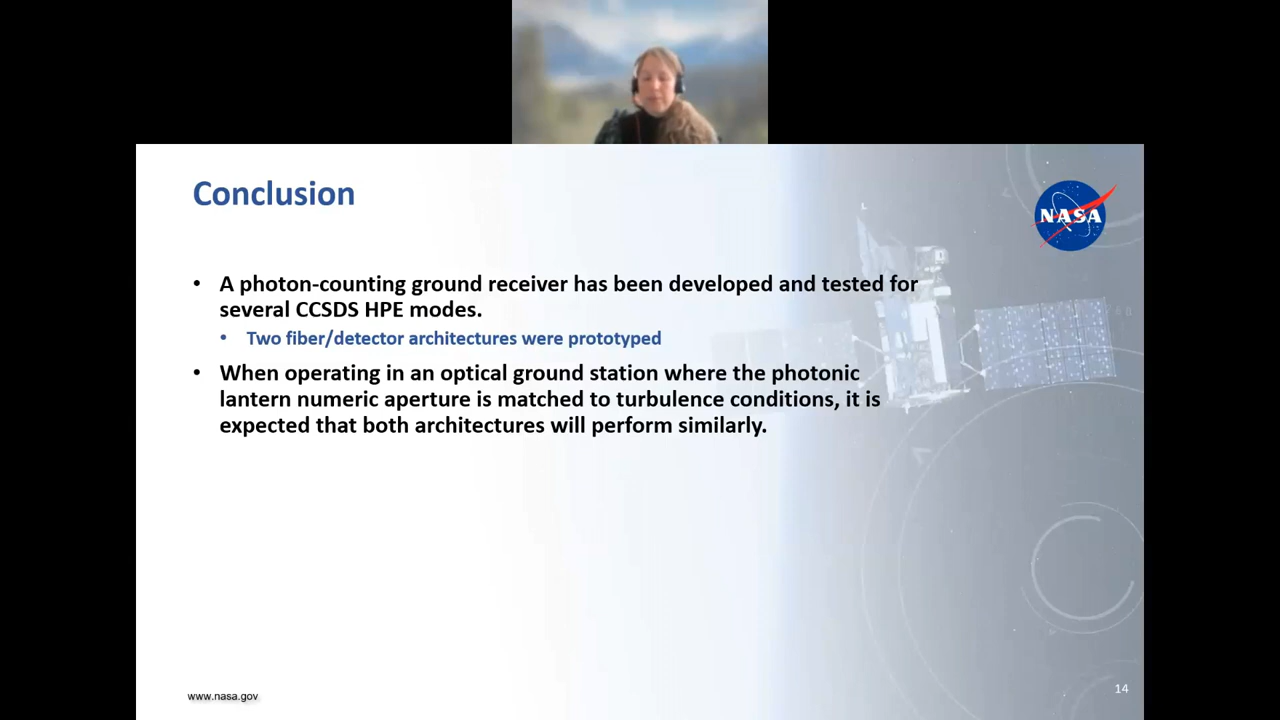 Conclusion
NASA
• A photon-counting ground receiver has been developed and tested for
several CCSDS HPE modes.
• Two fiber/detector architectures were prototyped
• When operating in an optical ground station where the photonic
lantern numeric aperture is matched to turbulence conditions, it is
expected that both architectures will perform similarly.
www.nasa.gov
14